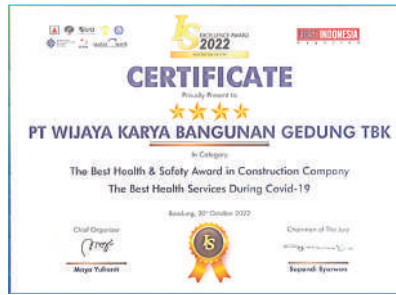 IS
EXCELLENCE AWARD
2022
FIRST INDONESIA
CERTIFICATE
Proudly Present to
PT WIJAYA KARYA BANGUNAN GEDUNG TBK
In Category
The Best Health & Safety Award in Construction Company
The Best Health Services During Covid-19
Bandung, 20th October 2022
Chief Organizer
Chairman of The Jury
IS
Maya Yulianti